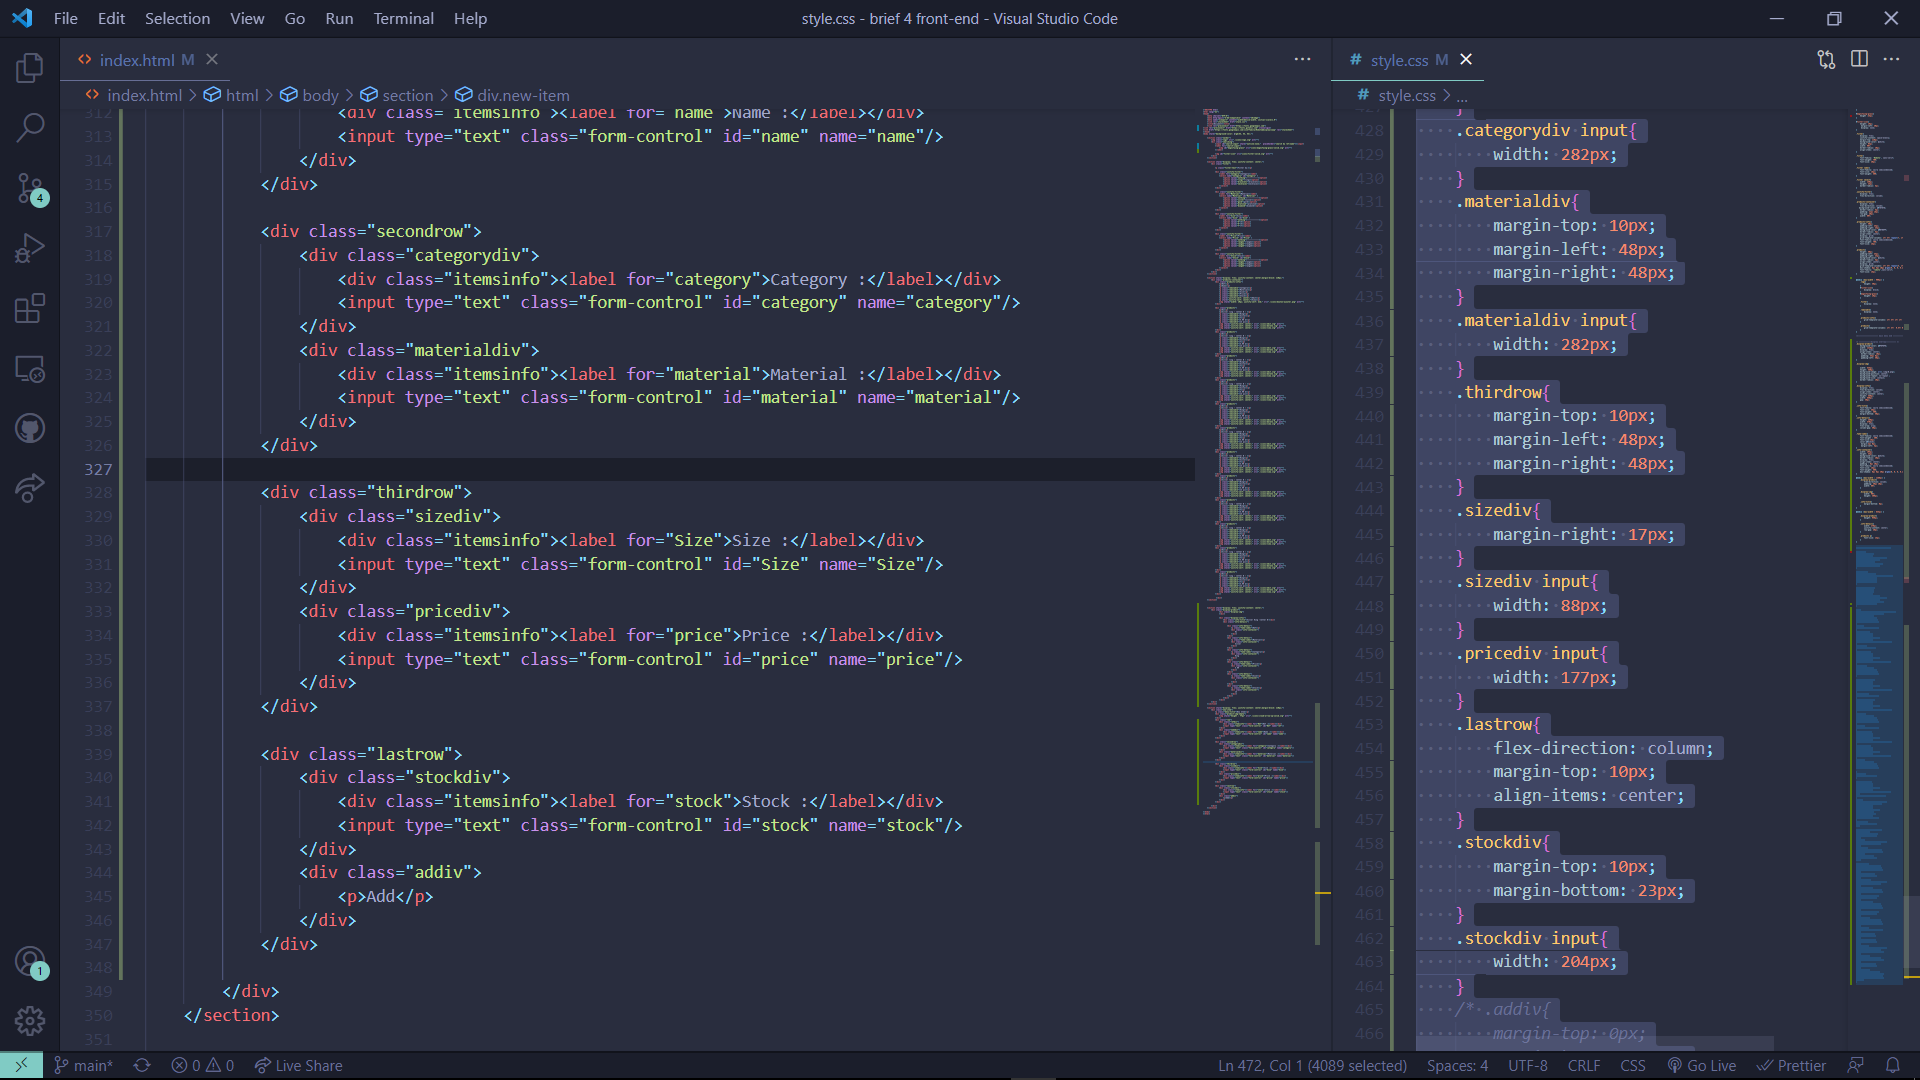 File Edit Selection View Go Run Terminal Help
style.css - brief 4 front-end - Visual Studio Code
index.html M
style.css M
index.html > html > body > section > div.new-item
style.css > ...
312 <div class="itemsinfo"><label for="name">Name :</label></div>
313 <input type="text" class="form-control" id="name" name="name"/>
314 </div>
315 </div>
316
317 <div class="secondrow">
318 <div class="categorydiv">
319 <div class="itemsinfo"><label for="category">Category :</label></div>
320 <input type="text" class="form-control" id="category" name="category"/>
321 </div>
322 <div class="materialdiv">
323 <div class="itemsinfo"><label for="material">Material :</label></div>
324 <input type="text" class="form-control" id="material" name="material"/>
325 </div>
326 </div>
327
328 <div class="thirdrow">
329 <div class="sizediv">
330 <div class="itemsinfo"><label for="Size">Size :</label></div>
331 <input type="text" class="form-control" id="Size" name="Size"/>
332 </div>
333 <div class="pricediv">
334 <div class="itemsinfo"><label for="price">Price :</label></div>
335 <input type="text" class="form-control" id="price" name="price"/>
336 </div>
337 </div>
338
339 <div class="lastrow">
340 <div class="stockdiv">
341 <div class="itemsinfo"><label for="stock">Stock :</label></div>
342 <input type="text" class="form-control" id="stock" name="stock"/>
343 </div>
344 <div class="addiv">
345 <p>Add</p>
346 </div>
347 </div>
348
349 </div>
350 </section>
351
427 }
428 .categorydiv input{
429 width: 282px;
430 }
431 .materialdiv{
432 margin-top: 10px;
433 margin-left: 48px;
434 margin-right: 48px;
435 }
436 .materialdiv input{
437 width: 282px;
438 }
439 .thirdrow{
440 margin-top: 10px;
441 margin-left: 48px;
442 margin-right: 48px;
443 }
444 .sizediv{
445 margin-right: 17px;
446 }
447 .sizediv input{
448 width: 88px;
449 }
450 .pricediv input{
451 width: 177px;
452 }
453 .lastrow{
454 flex-direction: column;
455 margin-top: 10px;
456 align-items: center;
457 }
458 .stockdiv{
459 margin-top: 10px;
460 margin-bottom: 23px;
461 }
462 .stockdiv input{
463 width: 204px;
464 }
465 /* .addiv{
466 margin-top: 0px;
4
1
main* 0 0 Live Share
Ln 472, Col 1 (4089 selected) Spaces: 4 UTF-8 CRLF CSS Go Live Prettier